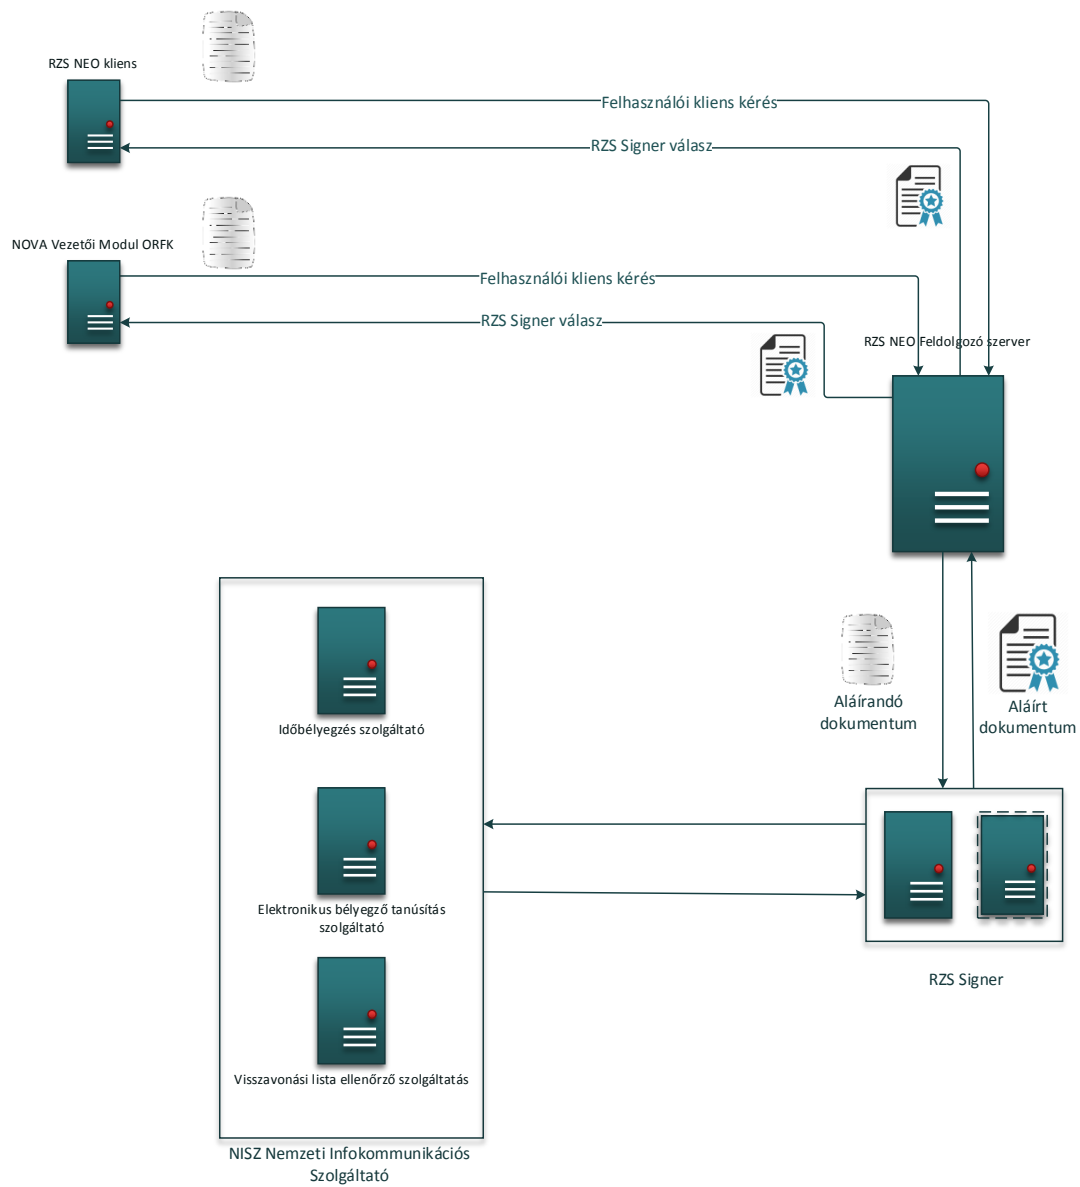 RZS NEO kliens
Felhasználói kliens kérés
RZS Signer válasz
NOVA Vezetői Modul ORFK
Felhasználói kliens kérés
RZS Signer válasz
RZS NEO Feldolgozó szerver
Aláírandó
dokumentum
Aláírt
dokumentum
Időbélyegzés szolgáltató
Elektronikus bélyegző tanúsítás
szolgáltató
Visszavonási lista ellenőrző szolgáltatás
RZS Signer
NISZ Nemzeti Infokommunikációs
Szolgáltató